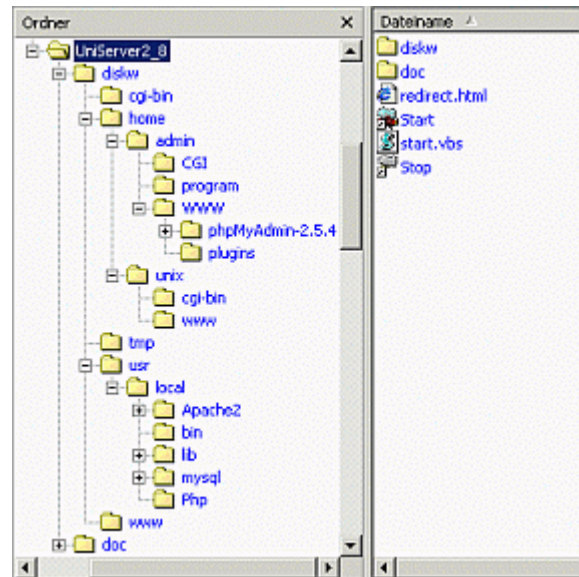 Ordner
UniServer2_8
diskw
cgi-bin
home
admin
CGI
program
WWW
phpMyAdmin-2.5.4
plugins
unix
cgi-bin
www
tmp
usr
local
Apache2
bin
lib
mysql
Php
www
doc
Dateiname
diskw
doc
redirect.html
Start
start.vbs
Stop